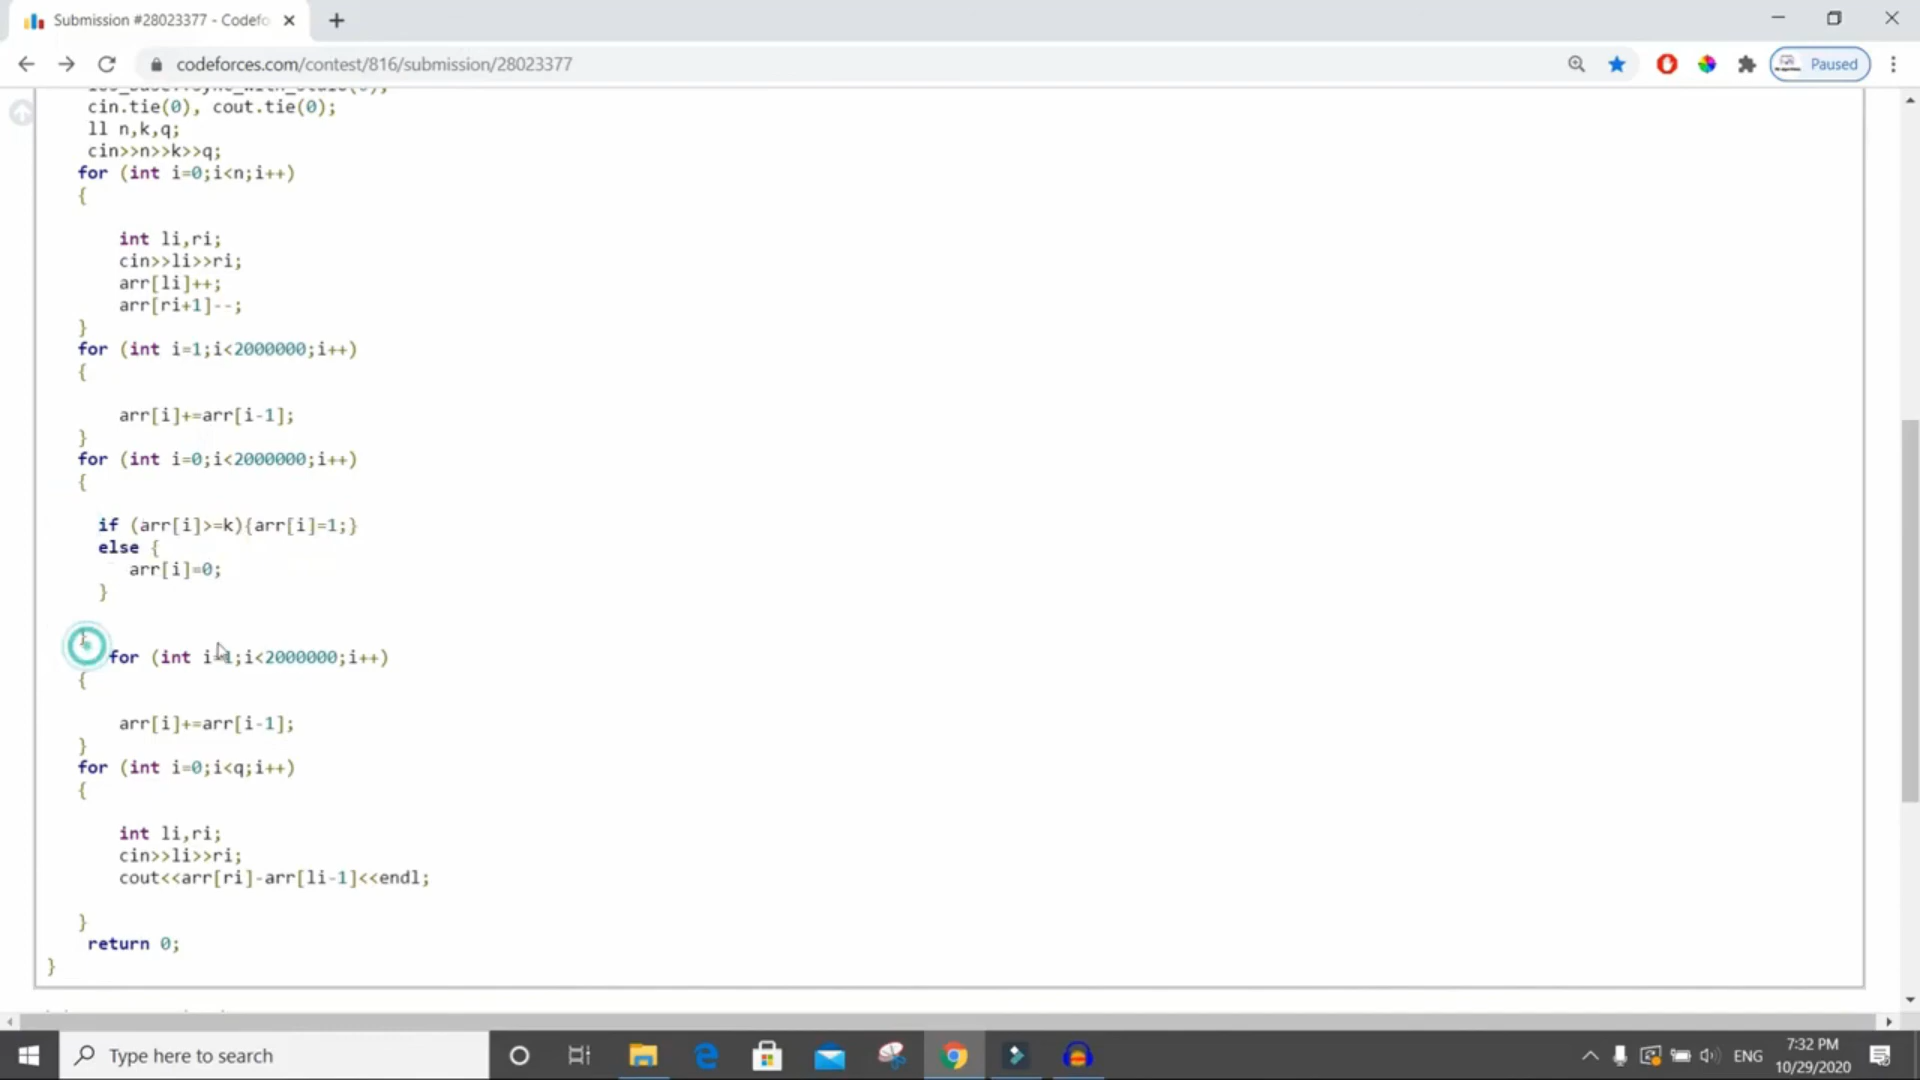 Submission #28023377 - Codefo
codeforces.com/contest/816/submission/28023377
Paused
cin.tie(0), cout.tie(0);
ll n,k,q;
cin>>n>>k>>q;
for (int i=0;i<n;i++)
{
int li,ri;
cin>>li>>ri;
arr[li]++;
arr[ri+1]--;
}
for (int i=1;i<2000000;i++)
{
arr[i]+=arr[i-1];
}
for (int i=0;i<2000000;i++)
{
if (arr[i]>=k){arr[i]=1;}
else {
arr[i]=0;
}
for (int i=1;i<2000000;i++)
{
arr[i]+=arr[i-1];
}
for (int i=0;i<q;i++)
{
int li,ri;
cin>>li>>ri;
cout<<arr[ri]-arr[li-1]<<endl;
}
return 0;
}
Type here to search
ENG
7:32 PM
10/29/2020